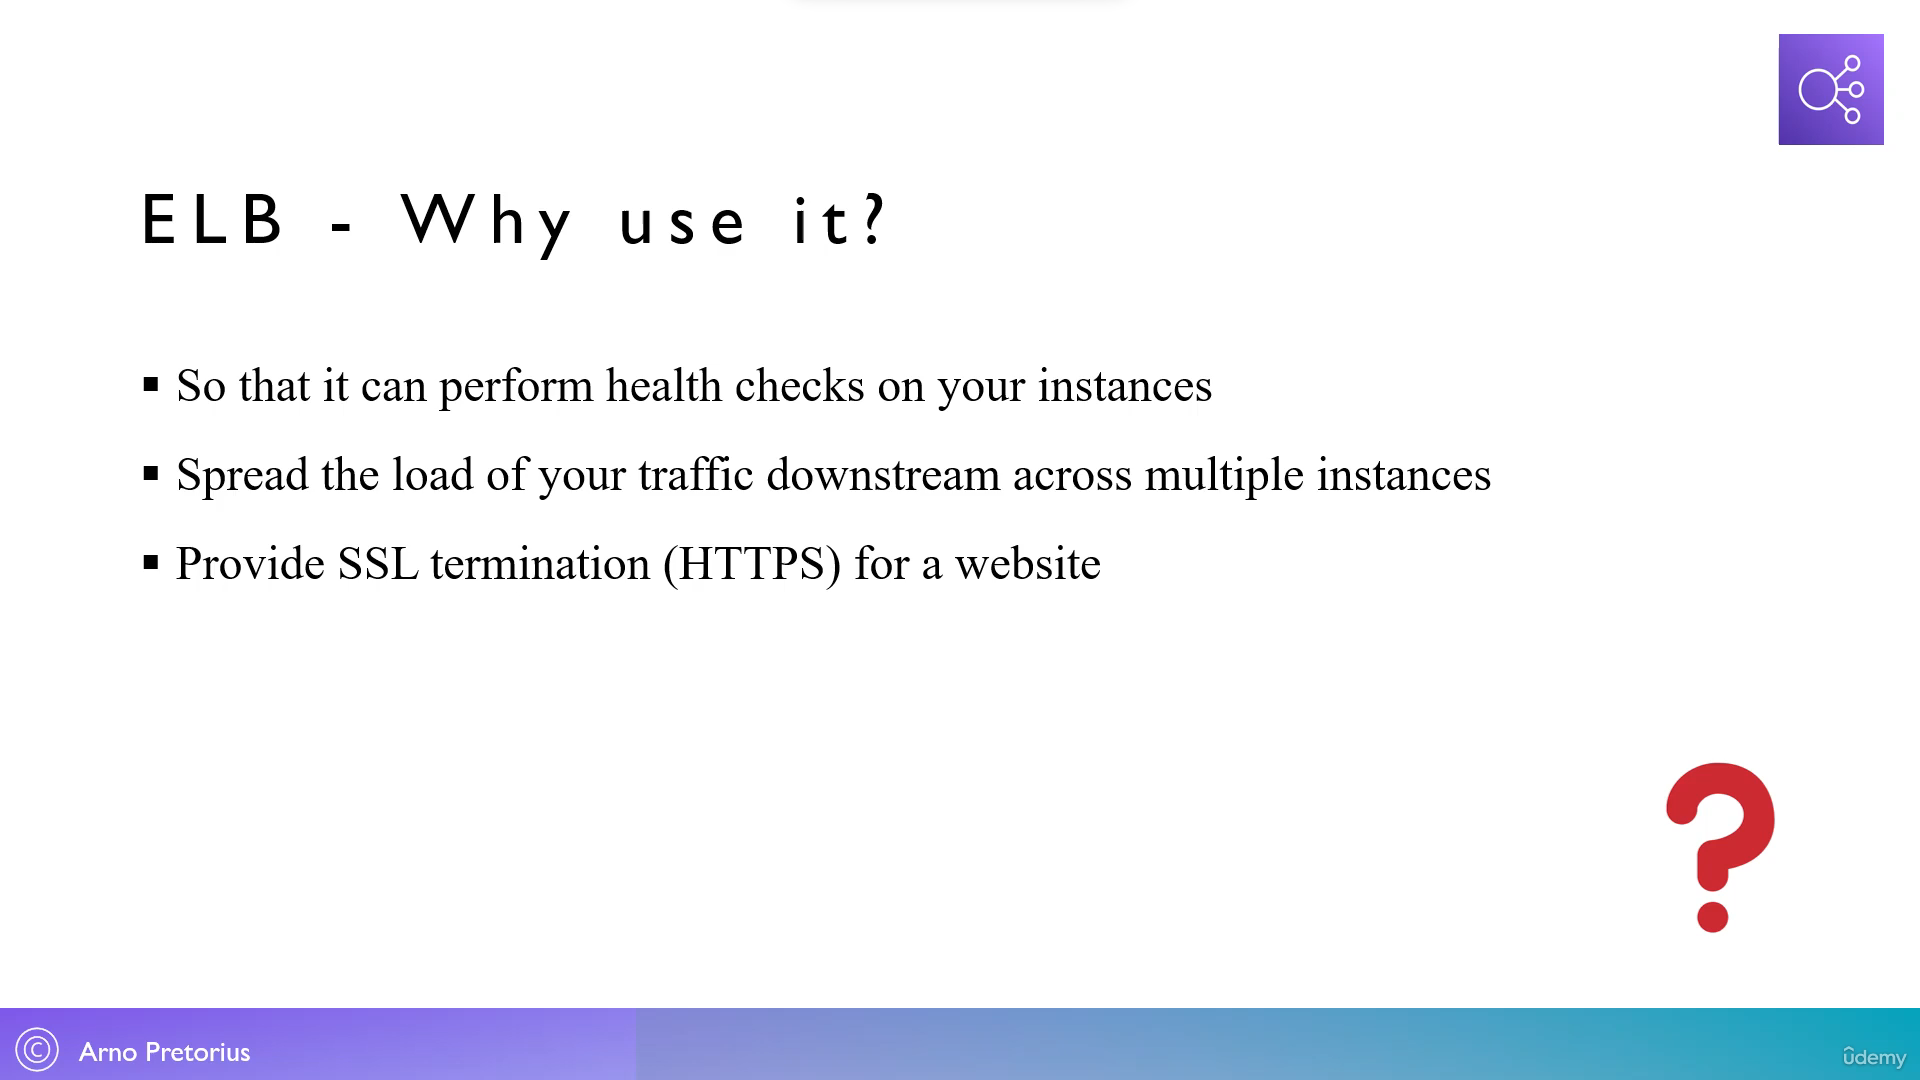 ELB - Why use it?
▪ So that it can perform health checks on your instances
▪ Spread the load of your traffic downstream across multiple instances
▪ Provide SSL termination (HTTPS) for a website
?
© Arno Pretorius
ûdemy